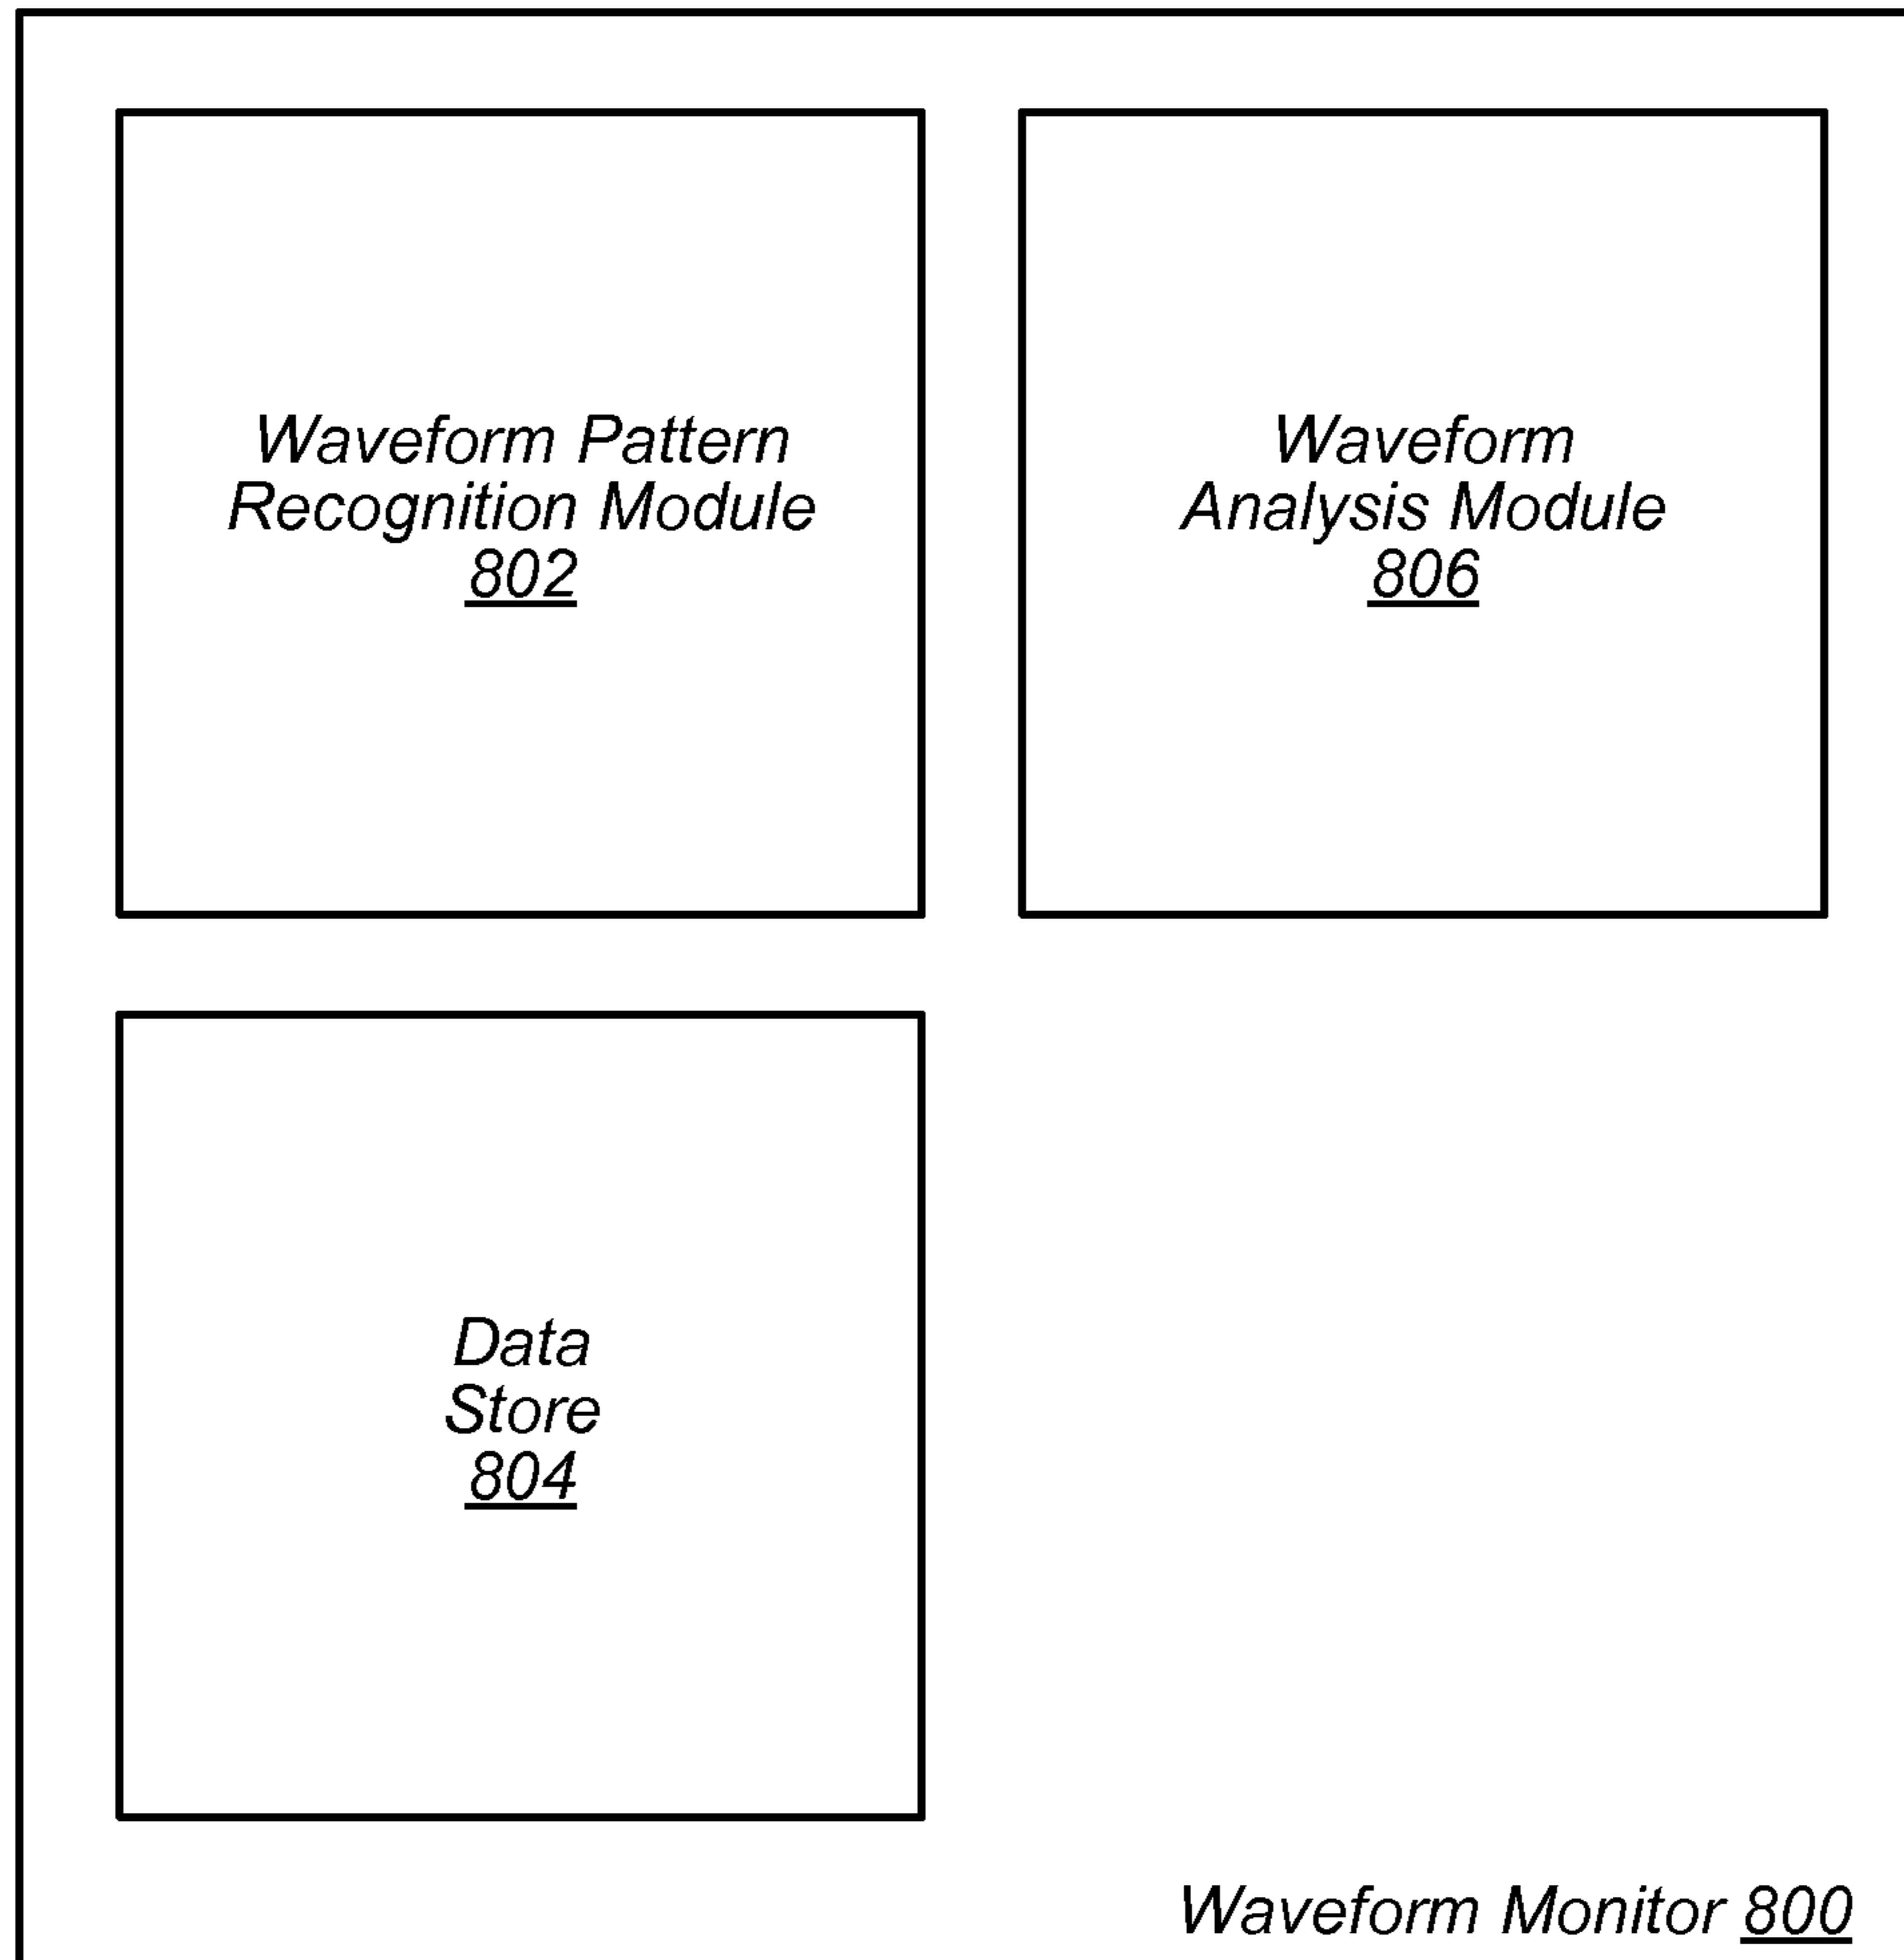 Waveform Pattern
Recognition Module
802
Waveform
Analysis Module
806
Data
Store
804
Waveform Monitor 800